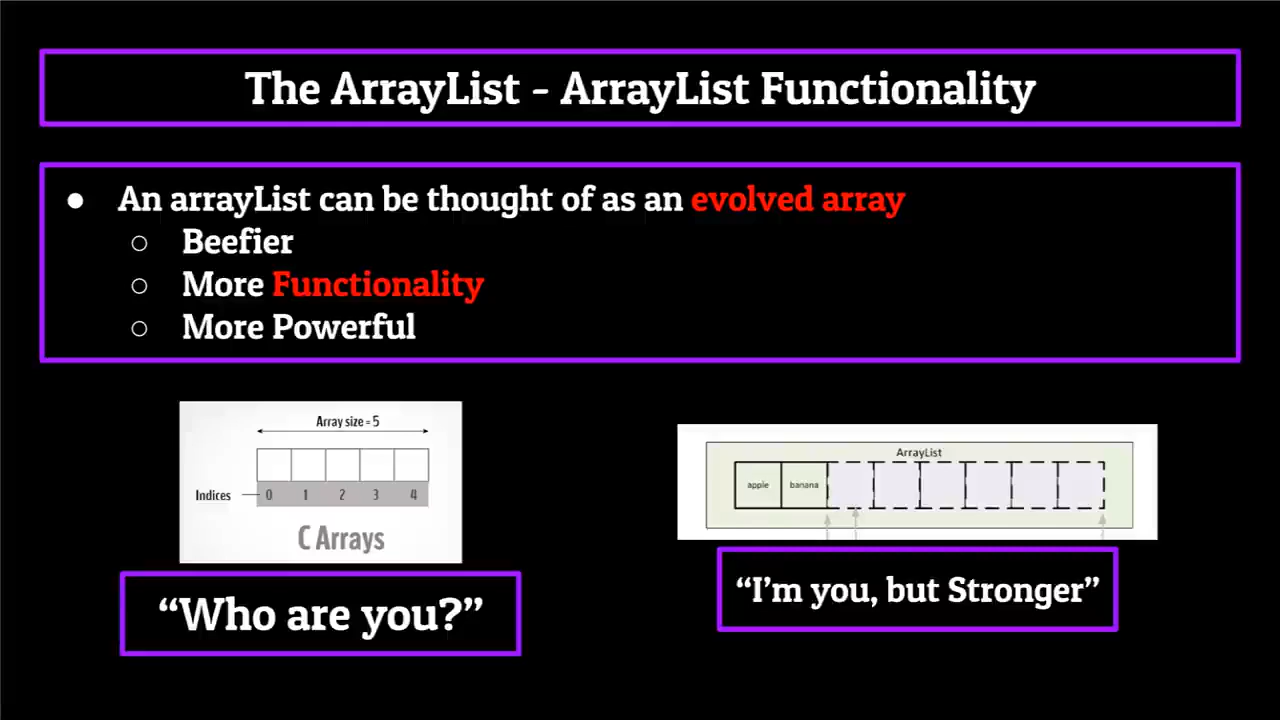 The ArrayList - ArrayList Functionality
● An arrayList can be thought of as an evolved array
○ Beefier
○ More Functionality
○ More Powerful
Array size = 5
Indices 0 1 2 3 4
C Arrays
ArrayList
apple banana
“Who are you?”
“I’m you, but Stronger”